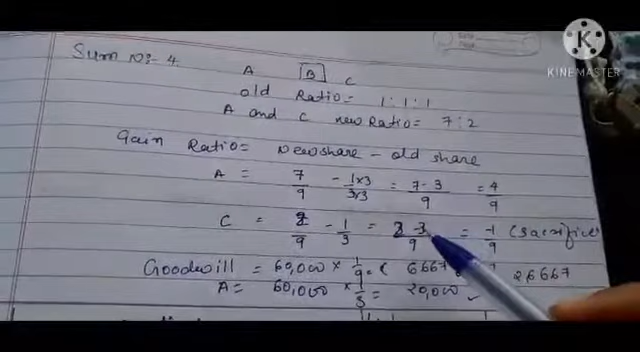 KINEMASTER
Sum No:- 4
A B C
old Ratio = 1:1:1
A and C new Ratio = 7:2
Gain Ratio = New share - old share
A = 7/9 - 1×3/3×3 = 7-3/9 = 4/9
C = 2/9 - 1/3 = 2-3/9 = -1/9 (Sacrifice
Goodwill = 60,000 × 1/9 = 6667 26667
A = 60,000 × 1/3 = 20,000